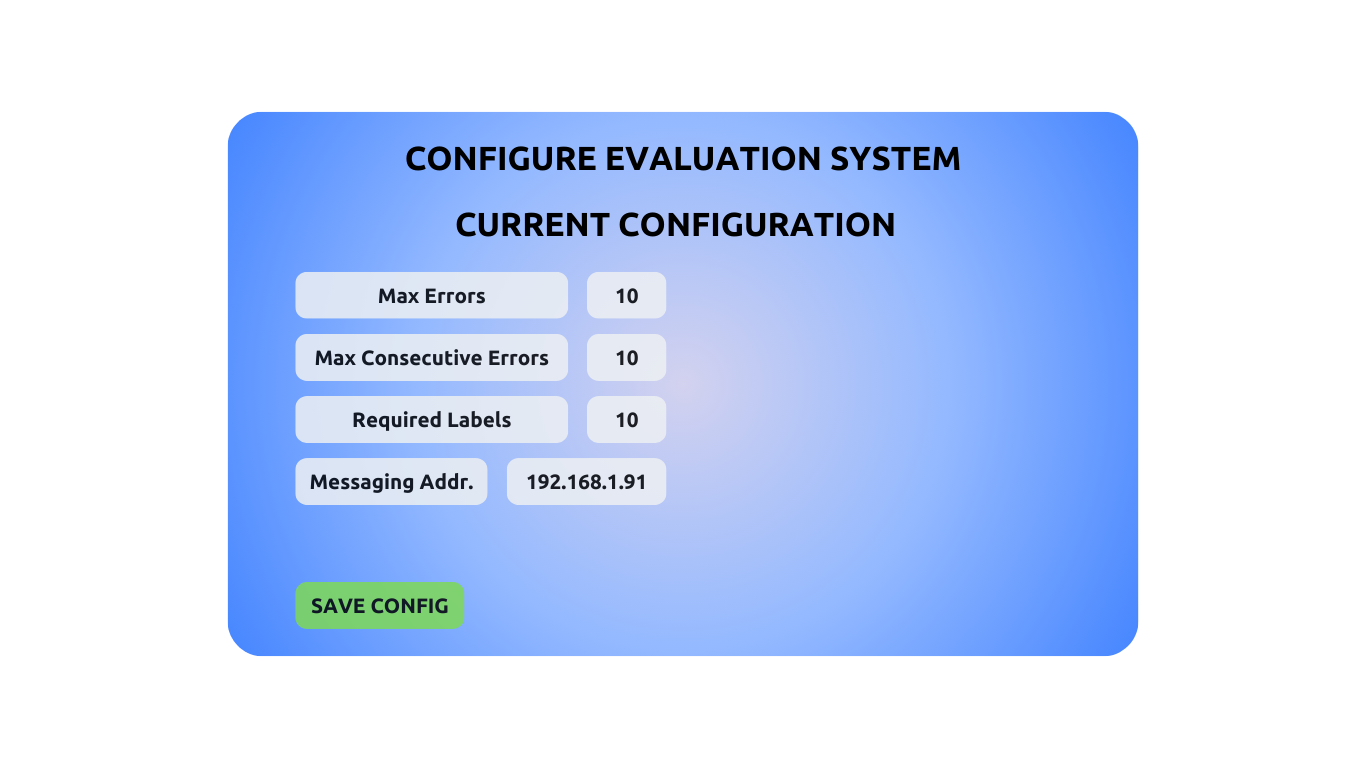 CONFIGURE EVALUATION SYSTEM
CURRENT CONFIGURATION
Max Errors 10
Max Consecutive Errors 10
Required Labels 10
Messaging Addr. 192.168.1.91
SAVE CONFIG